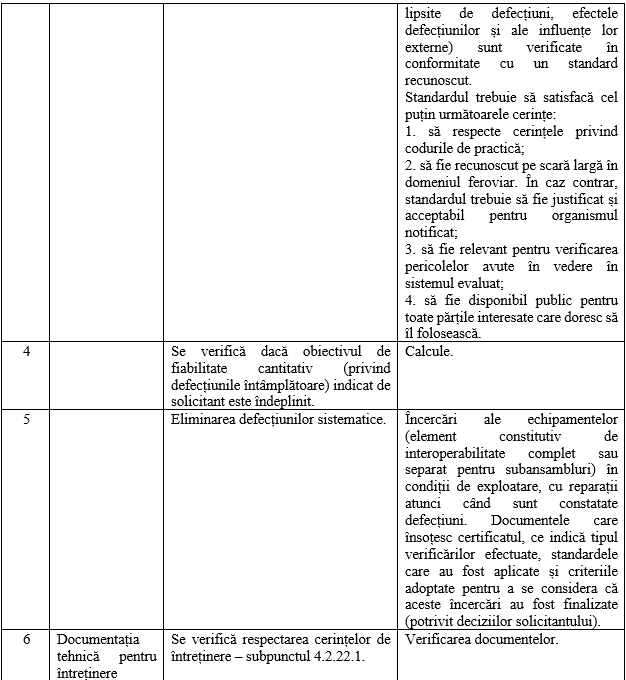 lipsite de defecțiuni, efectele
defecțiunilor și ale influențe lor
externe) sunt verificate în
conformitate cu un standard
recunoscut.
Standardul trebuie să satisfacă cel
puțin următoarele cerințe:
1. să respecte cerințele privind
codurile de practică;
2. să fie recunoscut pe scară largă în
domeniul feroviar. În caz contrar,
standardul trebuie să fie justificat și
acceptabil pentru organismul
notificat;
3. să fie relevant pentru verificarea
pericolelor avute în vedere în
sistemul evaluat;
4. să fie disponibil public pentru
toate părțile interesate care doresc să
îl folosească.
4
Se verifică dacă obiectivul de
fiabilitate cantitativ (privind
defecțiunile întâmplătoare) indicat de
solicitant este îndeplinit.
Calcule.
5
Eliminarea defecțiunilor sistematice.
Încercări ale echipamentelor
(element constitutiv de
interoperabilitate complet sau
separat pentru subansambluri) în
condiții de exploatare, cu reparații
atunci când sunt constatate
defecțiuni. Documentele care
însoțesc certificatul, ce indică tipul
verificărilor efectuate, standardele
care au fost aplicate și criteriile
adoptate pentru a se considera că
aceste încercări au fost finalizate
(potrivit deciziilor solicitantului).
6
Documentația
tehnică pentru
întreținere
Se verifică respectarea cerințelor de
întreținere – subpunctul 4.2.22.1.
Verificarea documentelor.